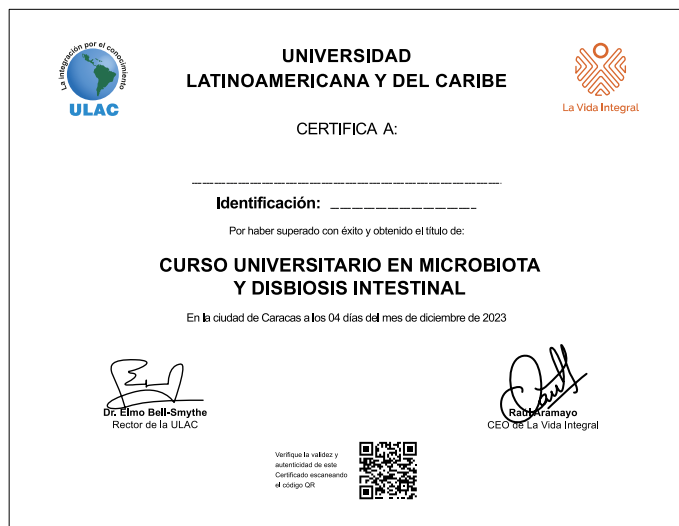 La integración por el conocimiento
ULAC
UNIVERSIDAD
LATINOAMERICANA Y DEL CARIBE
La Vida Integral
CERTIFICA A:
Identificación:
Por haber superado con éxito y obtenido el título de:
CURSO UNIVERSITARIO EN MICROBIOTA
Y DISBIOSIS INTESTINAL
En la ciudad de Caracas a los 04 días del mes de diciembre de 2023
Dr. Elmo Bell-Smythe
Rector de la ULAC
Raúl Aramayo
CEO de La Vida Integral
Verifique la validez y
autenticidad de este
Certificado escaneando
el código QR